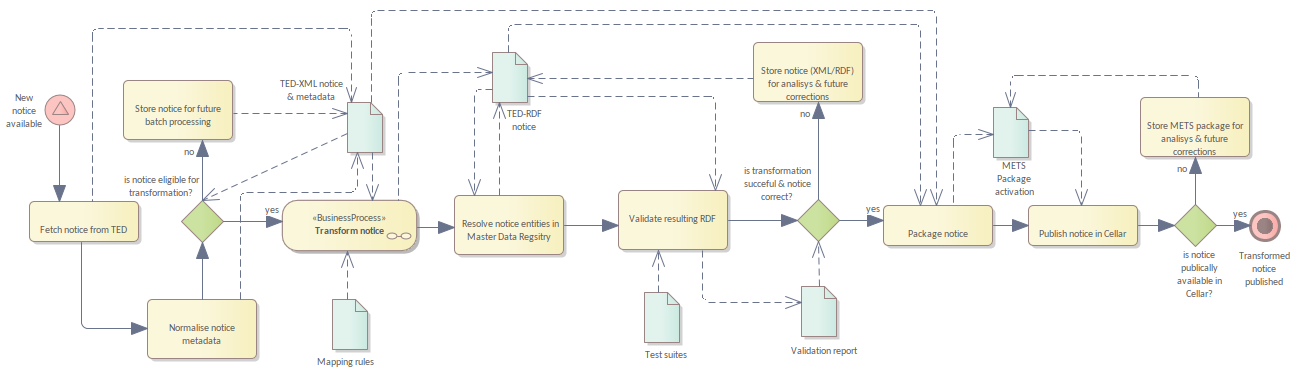 New
notice
available
Fetch notice from TED
Store notice for future
batch processing
no
is notice eligible for
transformation?
yes
Normalise notice
metadata
TED-XML notice
& metadata
«BusinessProcess»
Transform notice
Mapping rules
TED-RDF
notice
Resolve notice entities in
Master Data Regsitry
Validate resulting RDF
Test suites
Store notice (XML/RDF)
for analisys & future
corrections
no
is transformation
succeful & notice
correct?
yes
Validation report
Package notice
METS
Package
activation
Publish notice in Cellar
Store METS package for
analisys & future
corrections
no
yes
is notice
publically
available in
Cellar?
Transformed
notice
published